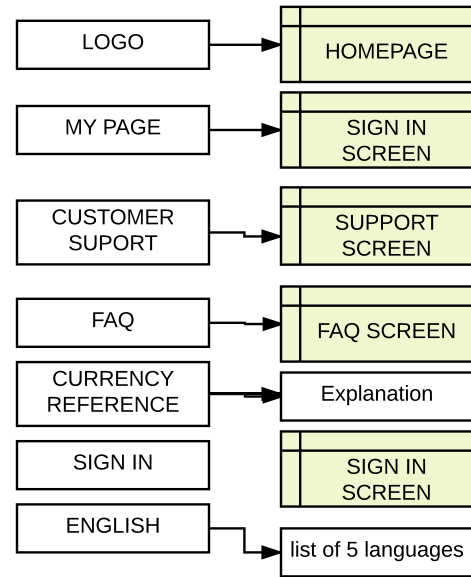 LOGO
HOMEPAGE
MY PAGE
SIGN IN
SCREEN
CUSTOMER
SUPORT
SUPPORT
SCREEN
FAQ
FAQ SCREEN
CURRENCY
REFERENCE
Explanation
SIGN IN
SIGN IN
SCREEN
ENGLISH
list of 5 languages